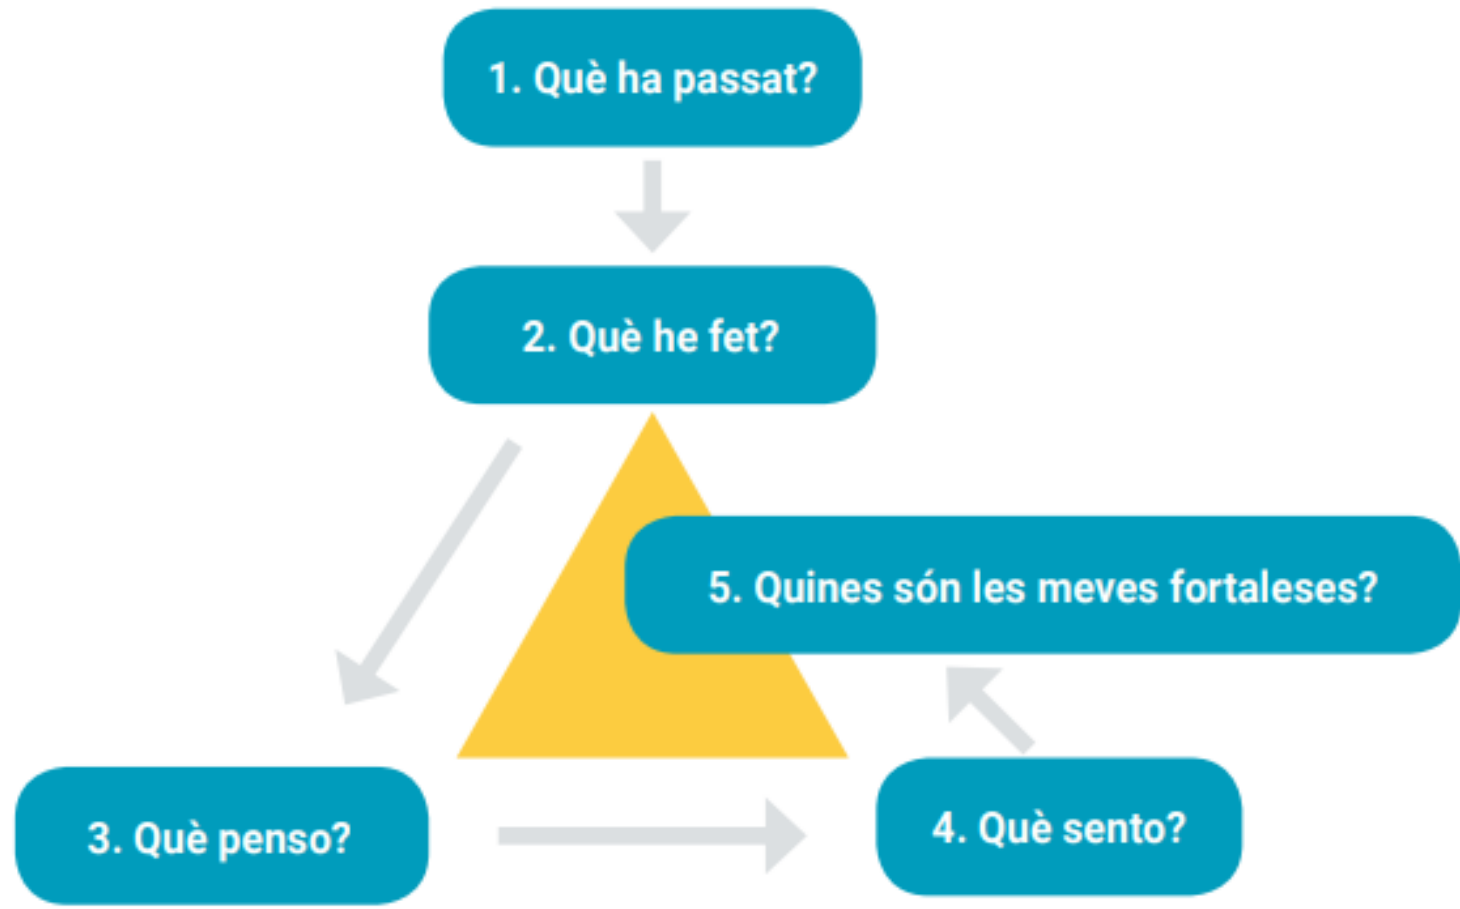 1. Què ha passat?
2. Què he fet?
5. Quines són les meves fortaleses?
3. Què penso?
4. Què sento?